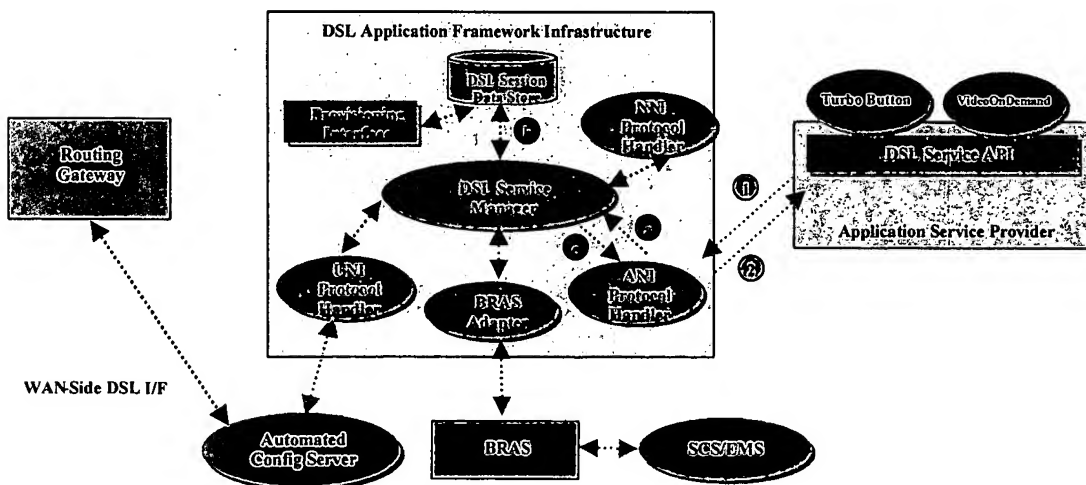 DSL Application Framework Infrastructure
DSL Session
Data Store
Provisioning
Interface
NNI
Protocol
Handler
Turbo Button
VideoOnDemand
DSL Service API
Application Service Provider
Routing
Gateway
DSL Service
Manager
1
2
UNI
Protocol
Handler
BRAS
Adaptor
ANI
Protocol
Handler
WAN-Side DSL I/F
Automated
Config Server
BRAS
SCS/EMS